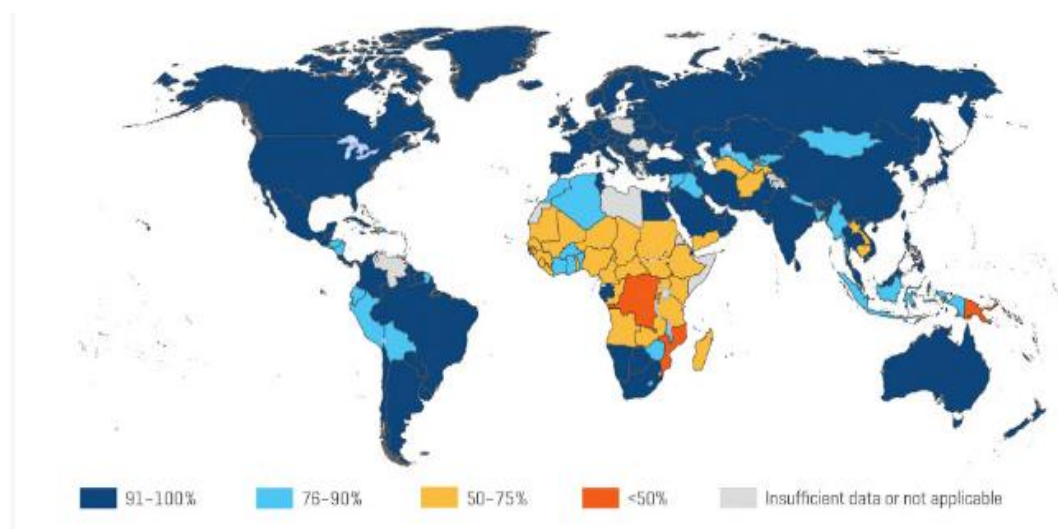 91–100%
76–90%
50–75%
<50%
Insufficient data or not applicable